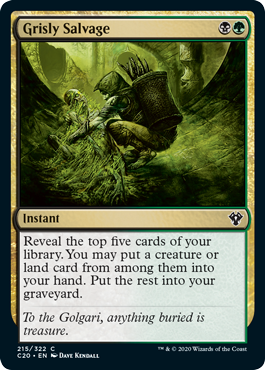 Grisly Salvage
Instant
Reveal the top five cards of your
library. You may put a creature or
land card from among them into
your hand. Put the rest into your
graveyard.
To the Golgari, anything buried is
treasure.
215/322 C
C20 • EN Dave Kendall
™ & © 2020 Wizards of the Coast